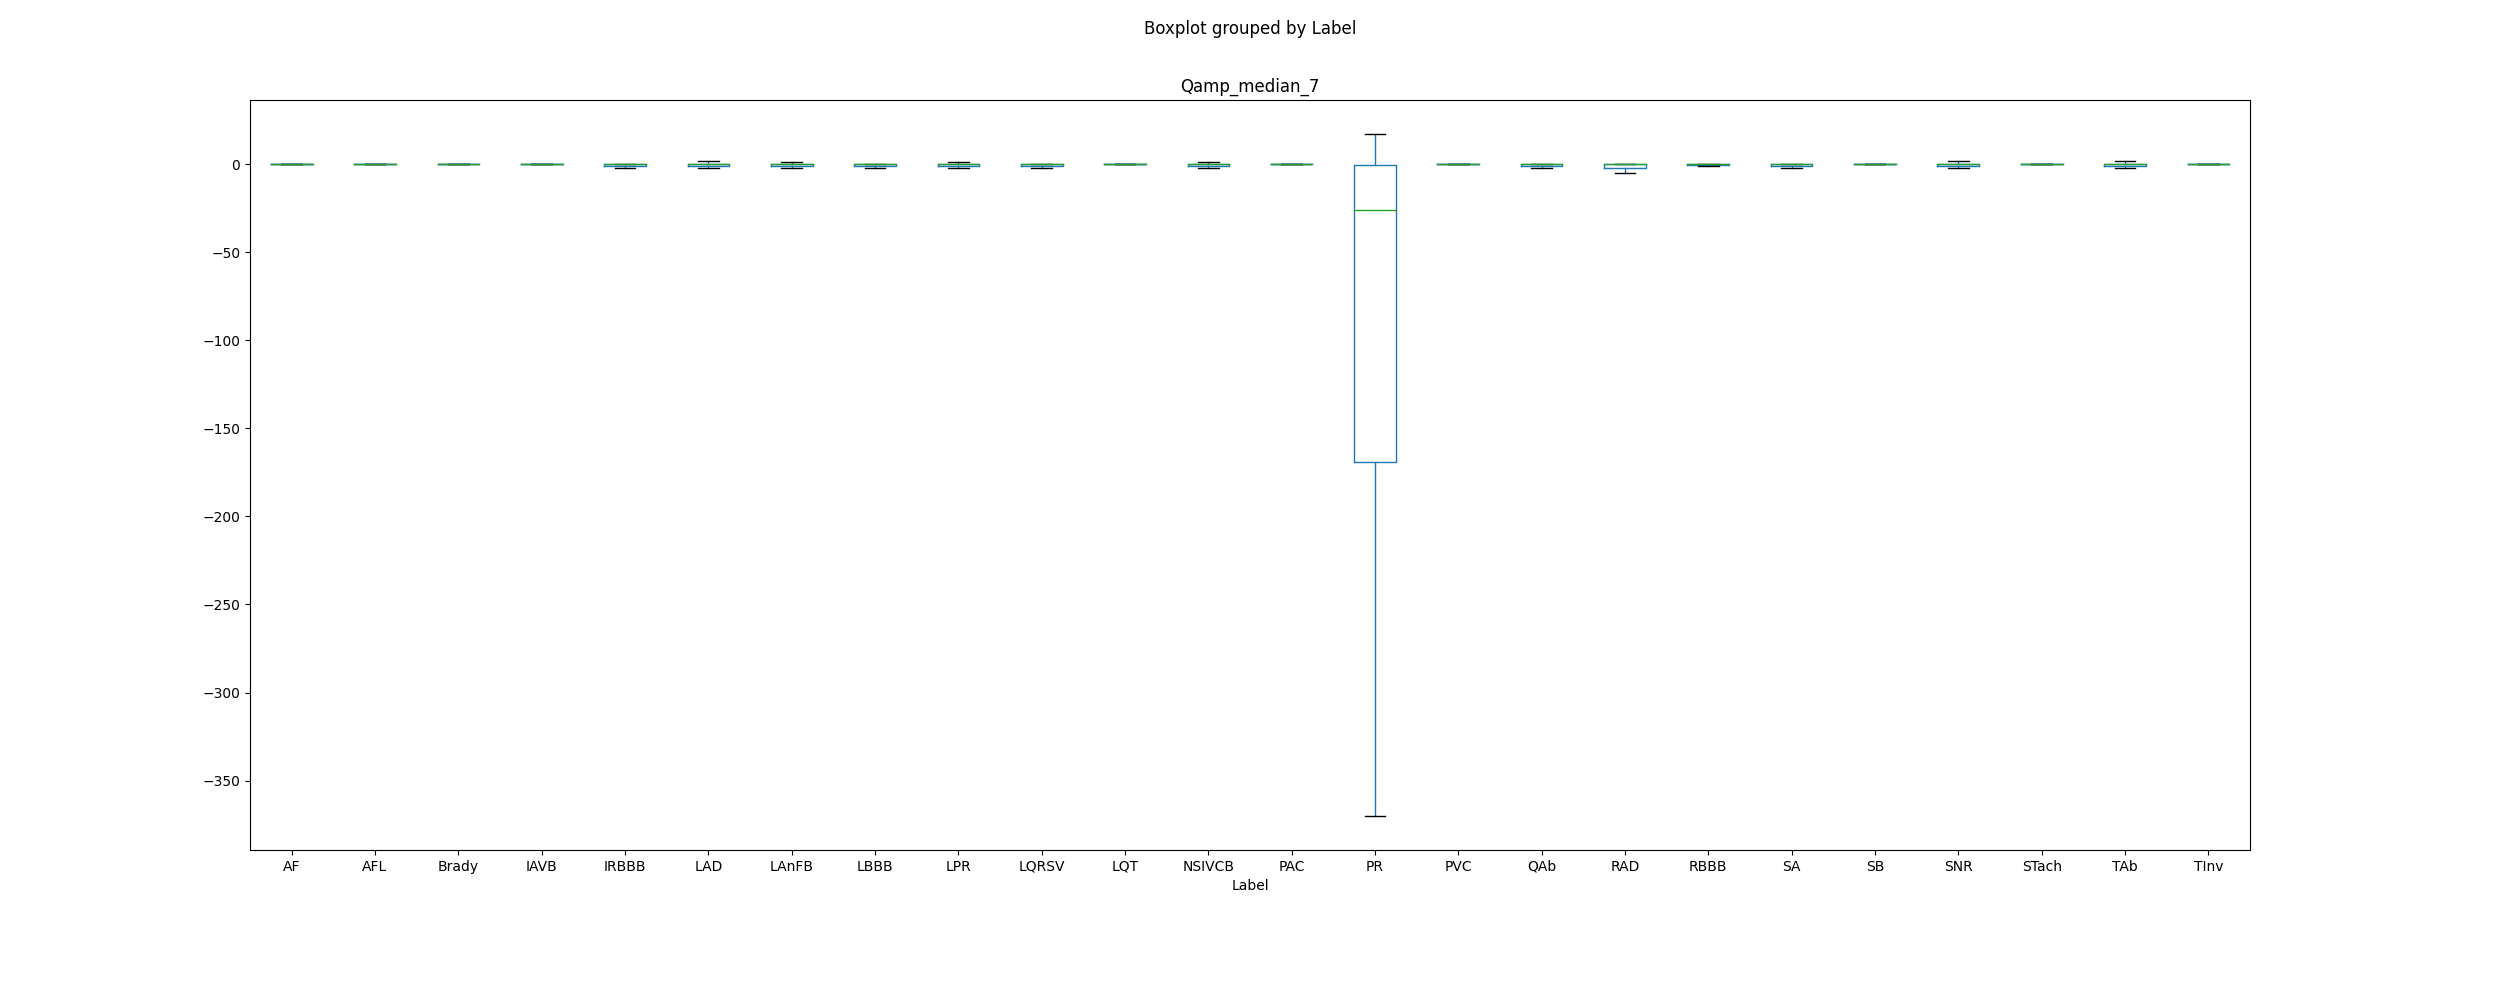 Boxplot grouped by Label
Qamp_median_7
0
−50
−100
−150
−200
−250
−300
−350
AF AFL Brady IAVB IRBBB LAD LAnFB LBBB LPR LQRSV LQT NSIVCB PAC PR PVC QAb RAD RBBB SA SB SNR STach TAb TInv
Label